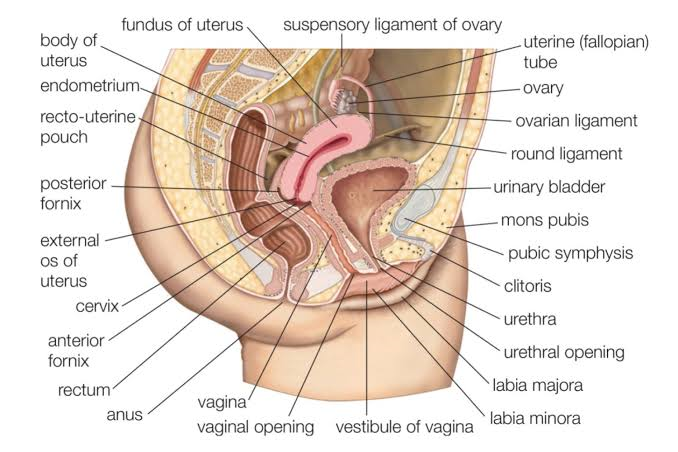 fundus of uterus
suspensory ligament of ovary
body of
uterus
endometrium
recto-uterine
pouch
posterior
fornix
external
os of
uterus
cervix
anterior
fornix
rectum
anus
vagina
vaginal opening
vestibule of vagina
uterine (fallopian)
tube
ovary
ovarian ligament
round ligament
urinary bladder
mons pubis
pubic symphysis
clitoris
urethra
urethral opening
labia majora
labia minora